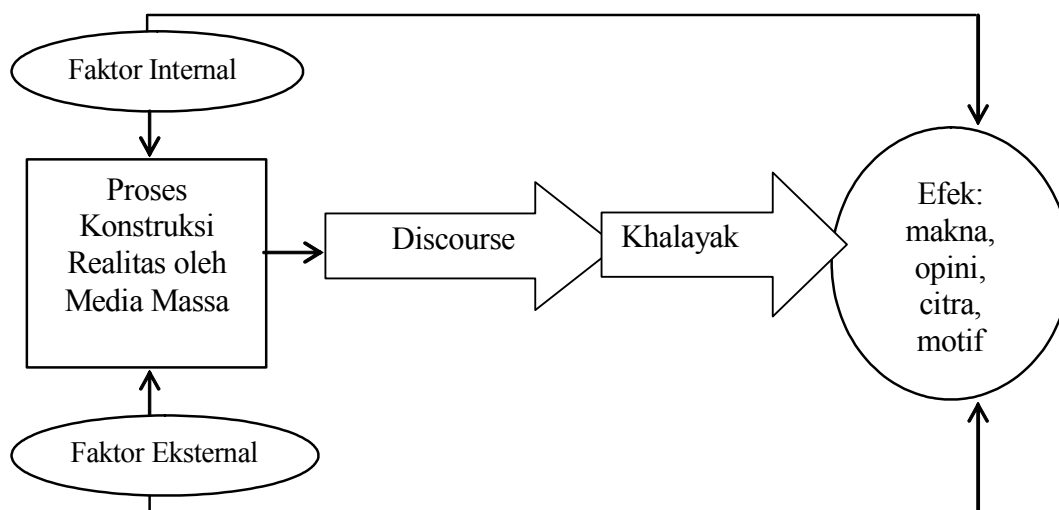 Faktor Internal
Proses
Konstruksi
Realitas oleh
Media Massa
Discourse
Khalayak
Efek:
makna,
opini,
citra,
motif
Faktor Eksternal